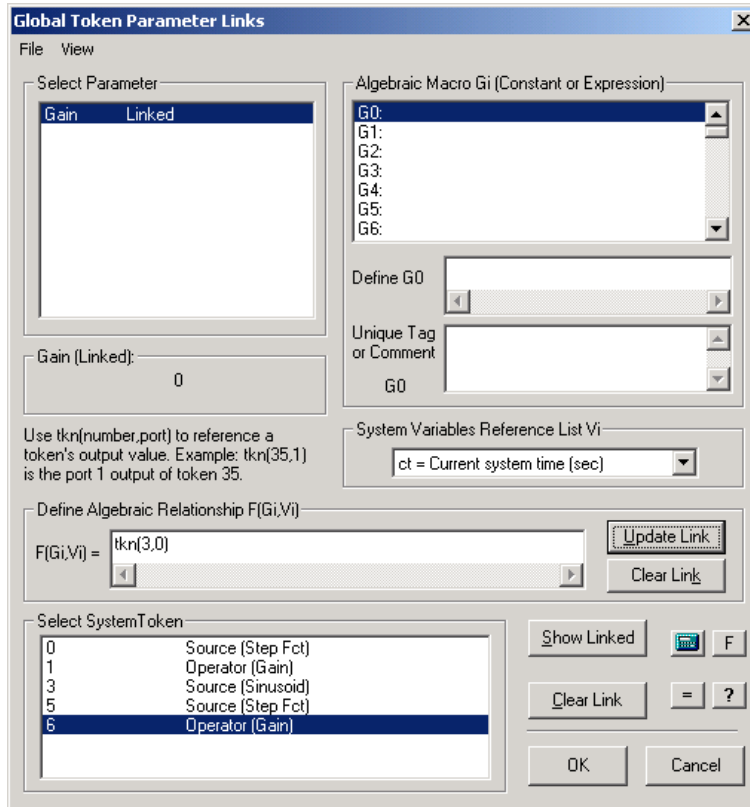 Global Token Parameter Links
File View
Select Parameter
Gain Linked
Gain (Linked):
0
Use tkn(number,port) to reference a
token's output value. Example: tkn(35,1)
is the port 1 output of token 35.
Algebraic Macro Gi (Constant or Expression)
G0:
G1:
G2:
G3:
G4:
G5:
G6:
Define G0
Unique Tag
or Comment
G0
System Variables Reference List Vi
ct = Current system time (sec)
Define Algebraic Relationship F(Gi,Vi)
F(Gi,Vi) = tkn(3,0)
Update Link
Clear Link
Select SystemToken
0 Source (Step Fct)
1 Operator (Gain)
3 Source (Sinusoid)
5 Source (Step Fct)
6 Operator (Gain)
Show Linked
F
Clear Link
= ?
OK Cancel